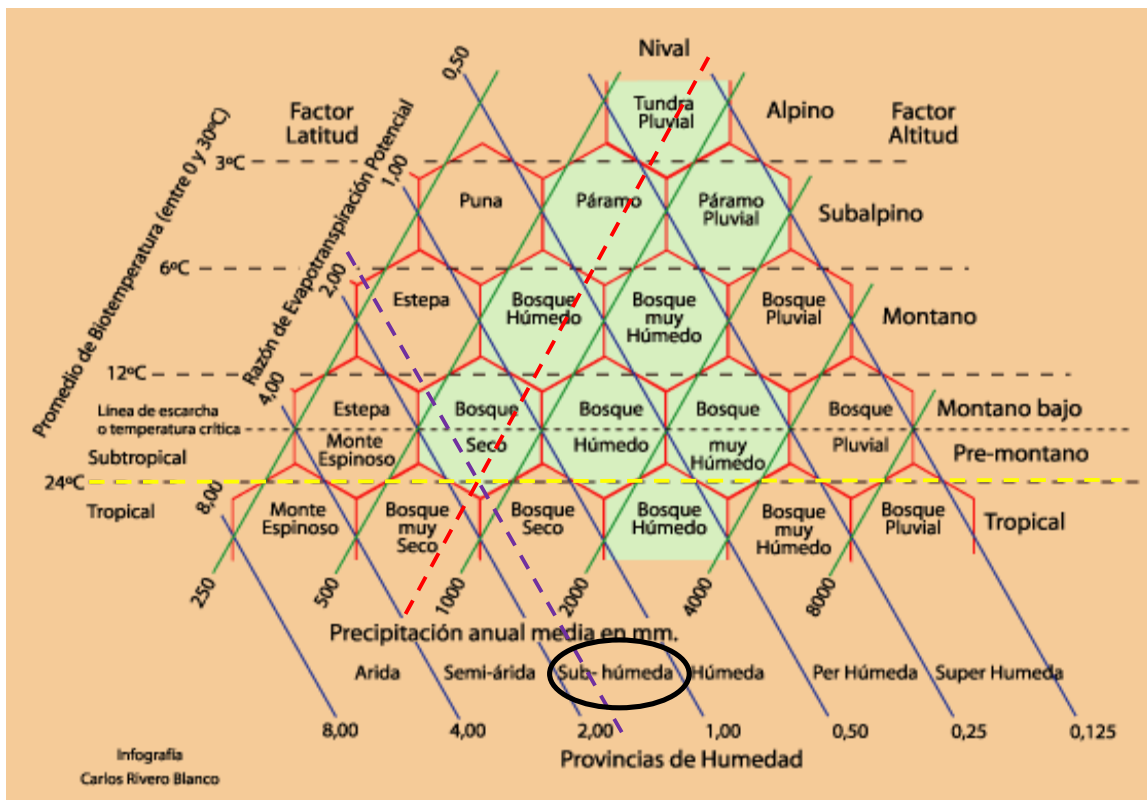 Nival
0,50
Factor
Latitud
Tundra
Pluvial
Alpino
Factor
Altitud
Promedio de Biotemperatura (entre 0 y 30ºC)
Razón de Evapotranspiración Potencial
3ºC
1,00
Puna
Páramo
Páramo
Pluvial
Subalpino
6ºC
2,00
Estepa
Bosque
Húmedo
Bosque
muy
Húmedo
Bosque
Pluvial
Montano
12ºC
4,00
Línea de escarcha
o temperatura crítica
Estepa
Bosque
Bosque
Bosque
Bosque
Montano bajo
Subtropical
Monte
Espinoso
Seco
Húmedo
muy
Húmedo
Pluvial
Pre-montano
24ºC
8,00
Tropical
Monte
Espinoso
Bosque
muy
Seco
Bosque
Seco
Bosque
Húmedo
Bosque
muy
Húmedo
Bosque
Pluvial
Tropical
250
500
1000
2000
4000
8000
Precipitación anual media en mm.
Arida
Semi-árida
Sub- húmeda
Húmeda
Per Húmeda
Super Humeda
8,00
4,00
2,00
1,00
0,50
0,25
0,125
Provincias de Humedad
Infografía
Carlos Rivero Blanco